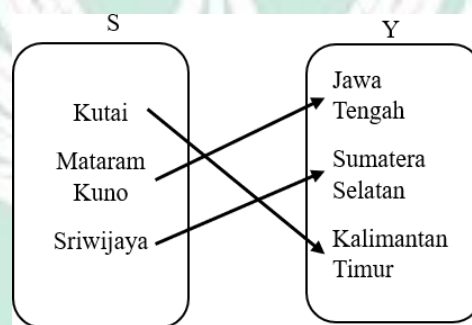 S
Y
Kutai
Mataram
Kuno
Sriwijaya
Jawa
Tengah
Sumatera
Selatan
Kalimantan
Timur